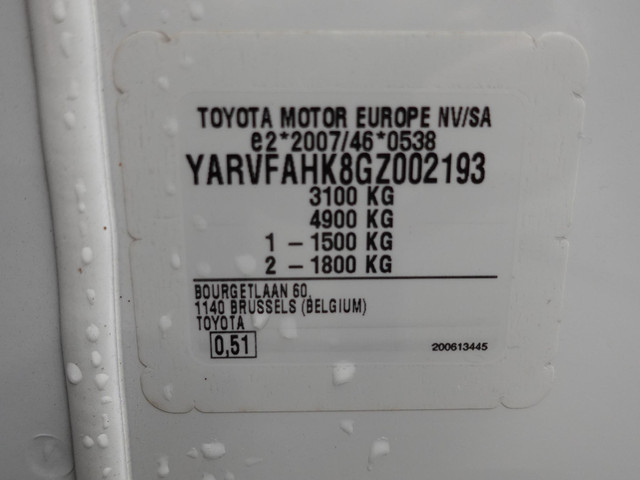 TOYOTA MOTOR EUROPE NV/SA
e2*2007/46*0538
YARVFAHK8GZ002193
3100 KG
4900 KG
1 - 1500 KG
2 - 1800 KG
BOURGETLAAN 60,
1140 BRUSSELS (BELGIUM)
TOYOTA
0,51
200613445